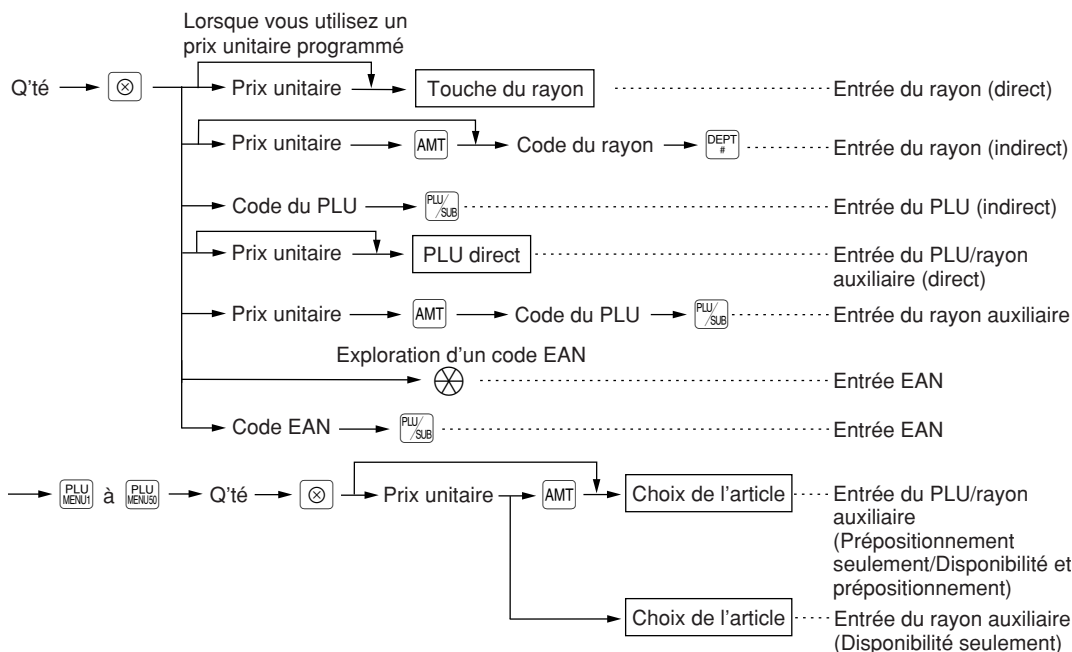 Lorsque vous utilisez un
prix unitaire programmé
Q'té ⊗ Prix unitaire Touche du rayon Entrée du rayon (direct)
Prix unitaire AMT Code du rayon DEPT # Entrée du rayon (indirect)
Code du PLU PLU/SUB Entrée du PLU (indirect)
Prix unitaire PLU direct Entrée du PLU/rayon
auxiliaire (direct)
Prix unitaire AMT Code du PLU PLU/SUB Entrée du rayon auxiliaire
Exploration d'un code EAN
Entrée EAN
Code EAN PLU/SUB Entrée EAN
PLU MENU1 à PLU MENU50 Q'té ⊗ Prix unitaire AMT Choix de l'article Entrée du PLU/rayon
auxiliaire
(Prépositionnement
seulement/Disponibilité et
prépositionnement)
Choix de l'article Entrée du rayon auxiliaire
(Disponibilité seulement)